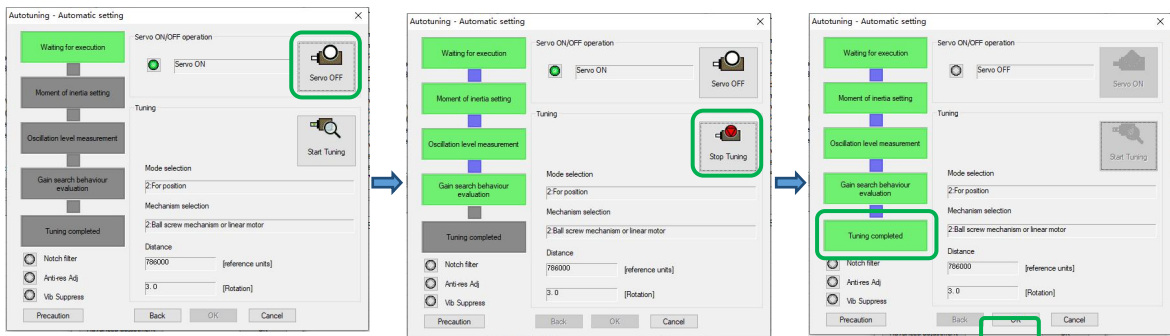 Autotuning - Automatic setting
Waiting for execution
Moment of inertia setting
Oscillation level measurement
Gain search behaviour
evaluation
Tuning completed
Notch filter
Anti-res Adj
Vib Suppress
Servo ON/OFF operation
Servo ON
Servo OFF
Tuning
Start Tuning
Mode selection
2:For position
Mechanism selection
2:Ball screw mechanism or linear motor
Distance
786000 [reference units]
3. 0 [Rotation]
Precaution Back OK Cancel
Autotuning - Automatic setting
Waiting for execution
Moment of inertia setting
Oscillation level measurement
Gain search behaviour
evaluation
Tuning completed
Notch filter
Anti-res Adj
Vib Suppress
Servo ON/OFF operation
Servo ON
Servo OFF
Tuning
Stop Tuning
Mode selection
2:For position
Mechanism selection
2:Ball screw mechanism or linear motor
Distance
786000 [reference units]
3. 0 [Rotation]
Precaution Back OK Cancel
Autotuning - Automatic setting
Waiting for execution
Moment of inertia setting
Oscillation level measurement
Gain search behaviour
evaluation
Tuning completed
Notch filter
Anti-res Adj
Vib Suppress
Servo ON/OFF operation
Servo OFF
Servo ON
Tuning
Start Tuning
Mode selection
2:For position
Mechanism selection
2:Ball screw mechanism or linear motor
Distance
786000 [reference units]
3. 0 [Rotation]
Precaution Back OK Cancel